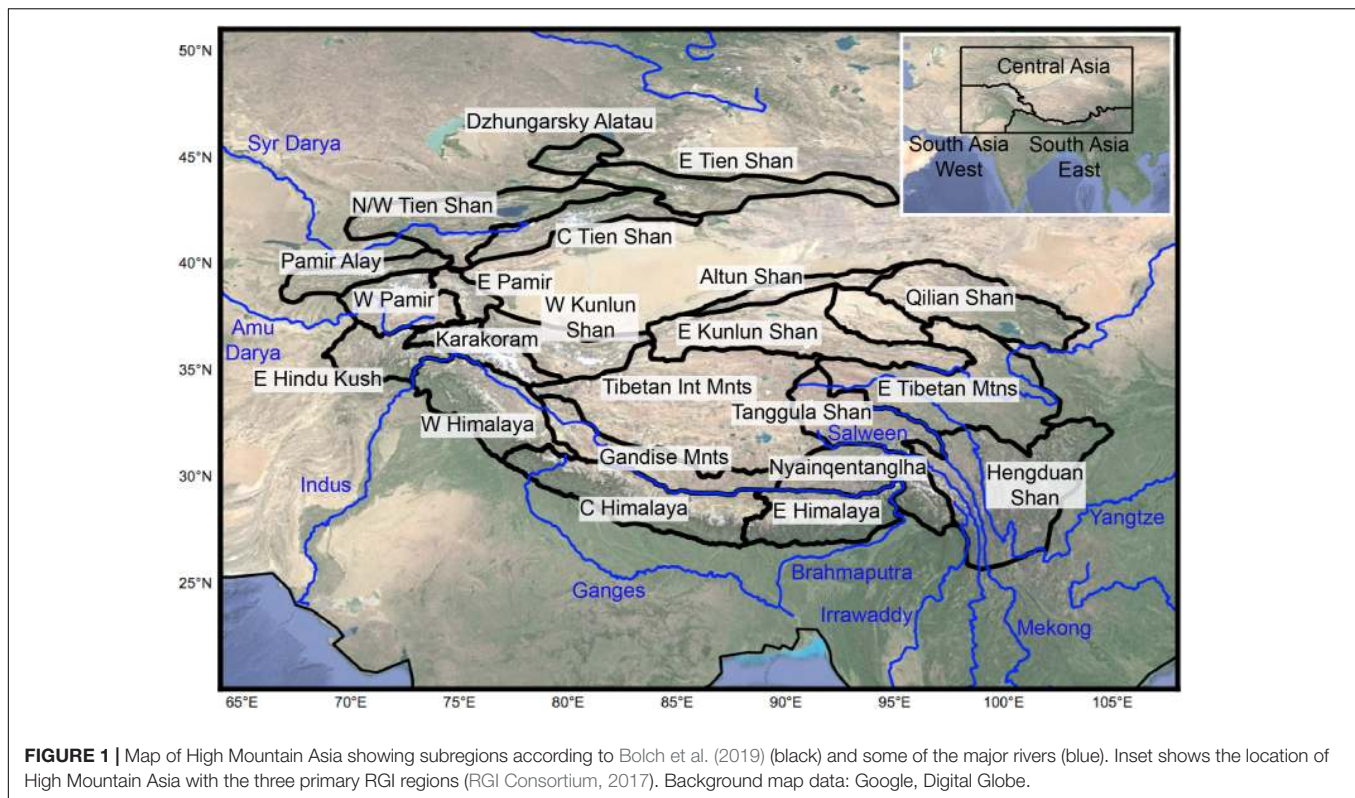 50°N
45°N
40°N
35°N
30°N
25°N
65°E
70°E
75°E
80°E
85°E
90°E
95°E
100°E
105°E
Central Asia
South Asia
West
South Asia
East
Dzhungarsky Alatau
Syr Darya
E Tien Shan
N/W Tien Shan
C Tien Shan
Pamir Alay
E Pamir
Altun Shan
W Pamir
W Kunlun
Shan
Qilian Shan
Amu
Darya
Karakoram
E Kunlun Shan
E Hindu Kush
Tibetan Int Mnts
E Tibetan Mtns
Tanggula Shan
W Himalaya
Salween
Gandise Mnts
Nyainqentanglha
Hengduan
Shan
Indus
C Himalaya
E Himalaya
Yangtze
Brahmaputra
Ganges
Irrawaddy
Mekong
FIGURE 1 | Map of High Mountain Asia showing subregions according to Bolch et al. (2019) (black) and some of the major rivers (blue). Inset shows the location of
High Mountain Asia with the three primary RGI regions (RGI Consortium, 2017). Background map data: Google, Digital Globe.